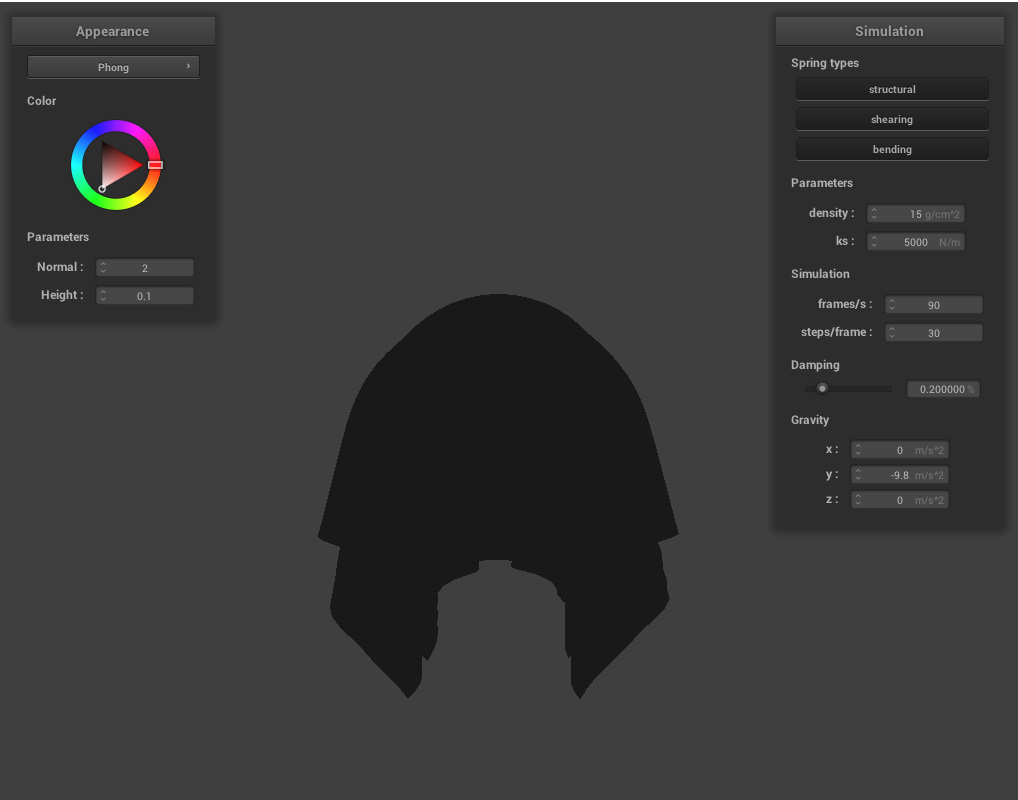 Appearance
Phong
Color
Parameters
Normal : 2
Height : 0.1
Simulation
Spring types
structural
shearing
bending
Parameters
density : 15 g/cm^2
ks : 5000 N/m
Simulation
frames/s : 90
steps/frame : 30
Damping
0.200000 %
Gravity
x : 0 m/s^2
y : -9.8 m/s^2
z : 0 m/s^2